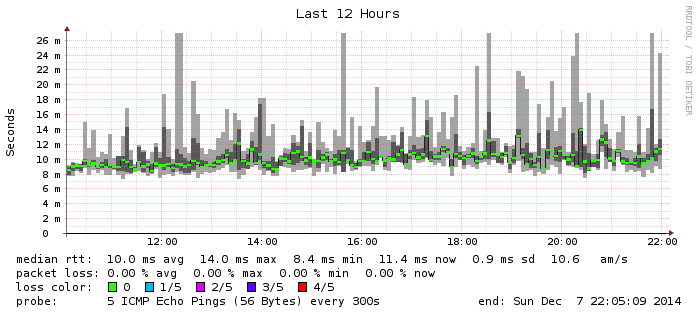 Last 12 Hours
RRDTOOL / TOBI OETIKER
Seconds
26 m
24 m
22 m
20 m
18 m
16 m
14 m
12 m
10 m
8 m
6 m
4 m
2 m
0
12:00 14:00 16:00 18:00 20:00 22:00
median rtt: 10.0 ms avg 14.0 ms max 8.4 ms min 11.4 ms now 0.9 ms sd 10.6 am/s
packet loss: 0.00 % avg 0.00 % max 0.00 % min 0.00 % now
loss color: 0 1/5 2/5 3/5 4/5
probe: 5 ICMP Echo Pings (56 Bytes) every 300s end: Sun Dec 7 22:05:09 2014